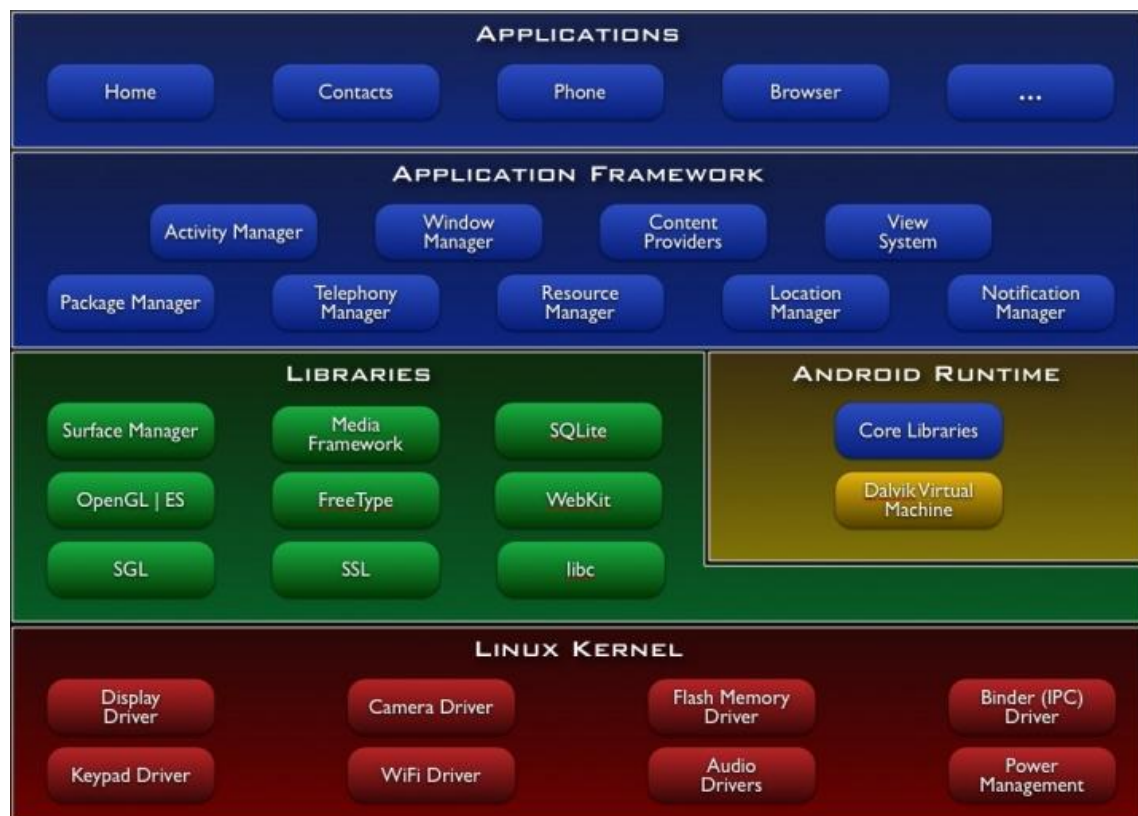 APPLICATIONS
Home
Contacts
Phone
Browser
...
APPLICATION FRAMEWORK
Activity Manager
Window
Manager
Content
Providers
View
System
Package Manager
Telephony
Manager
Resource
Manager
Location
Manager
Notification
Manager
LIBRARIES
Surface Manager
Media
Framework
SQLite
OpenGL | ES
FreeType
WebKit
SGL
SSL
libc
ANDROID RUNTIME
Core Libraries
Dalvik Virtual
Machine
LINUX KERNEL
Display
Driver
Camera Driver
Flash Memory
Driver
Binder (IPC)
Driver
Keypad Driver
WiFi Driver
Audio
Drivers
Power
Management